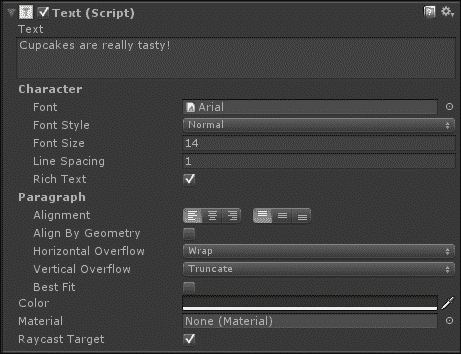 Text (Script)
Text
Cupcakes are really tasty!
Character
Font Arial
Font Style Normal
Font Size 14
Line Spacing 1
Rich Text
Paragraph
Alignment
Align By Geometry
Horizontal Overflow Wrap
Vertical Overflow Truncate
Best Fit
Color
Material None (Material)
Raycast Target